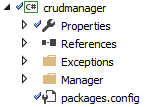 C# crudmanager
Properties
References
Exceptions
Manager
packages.config